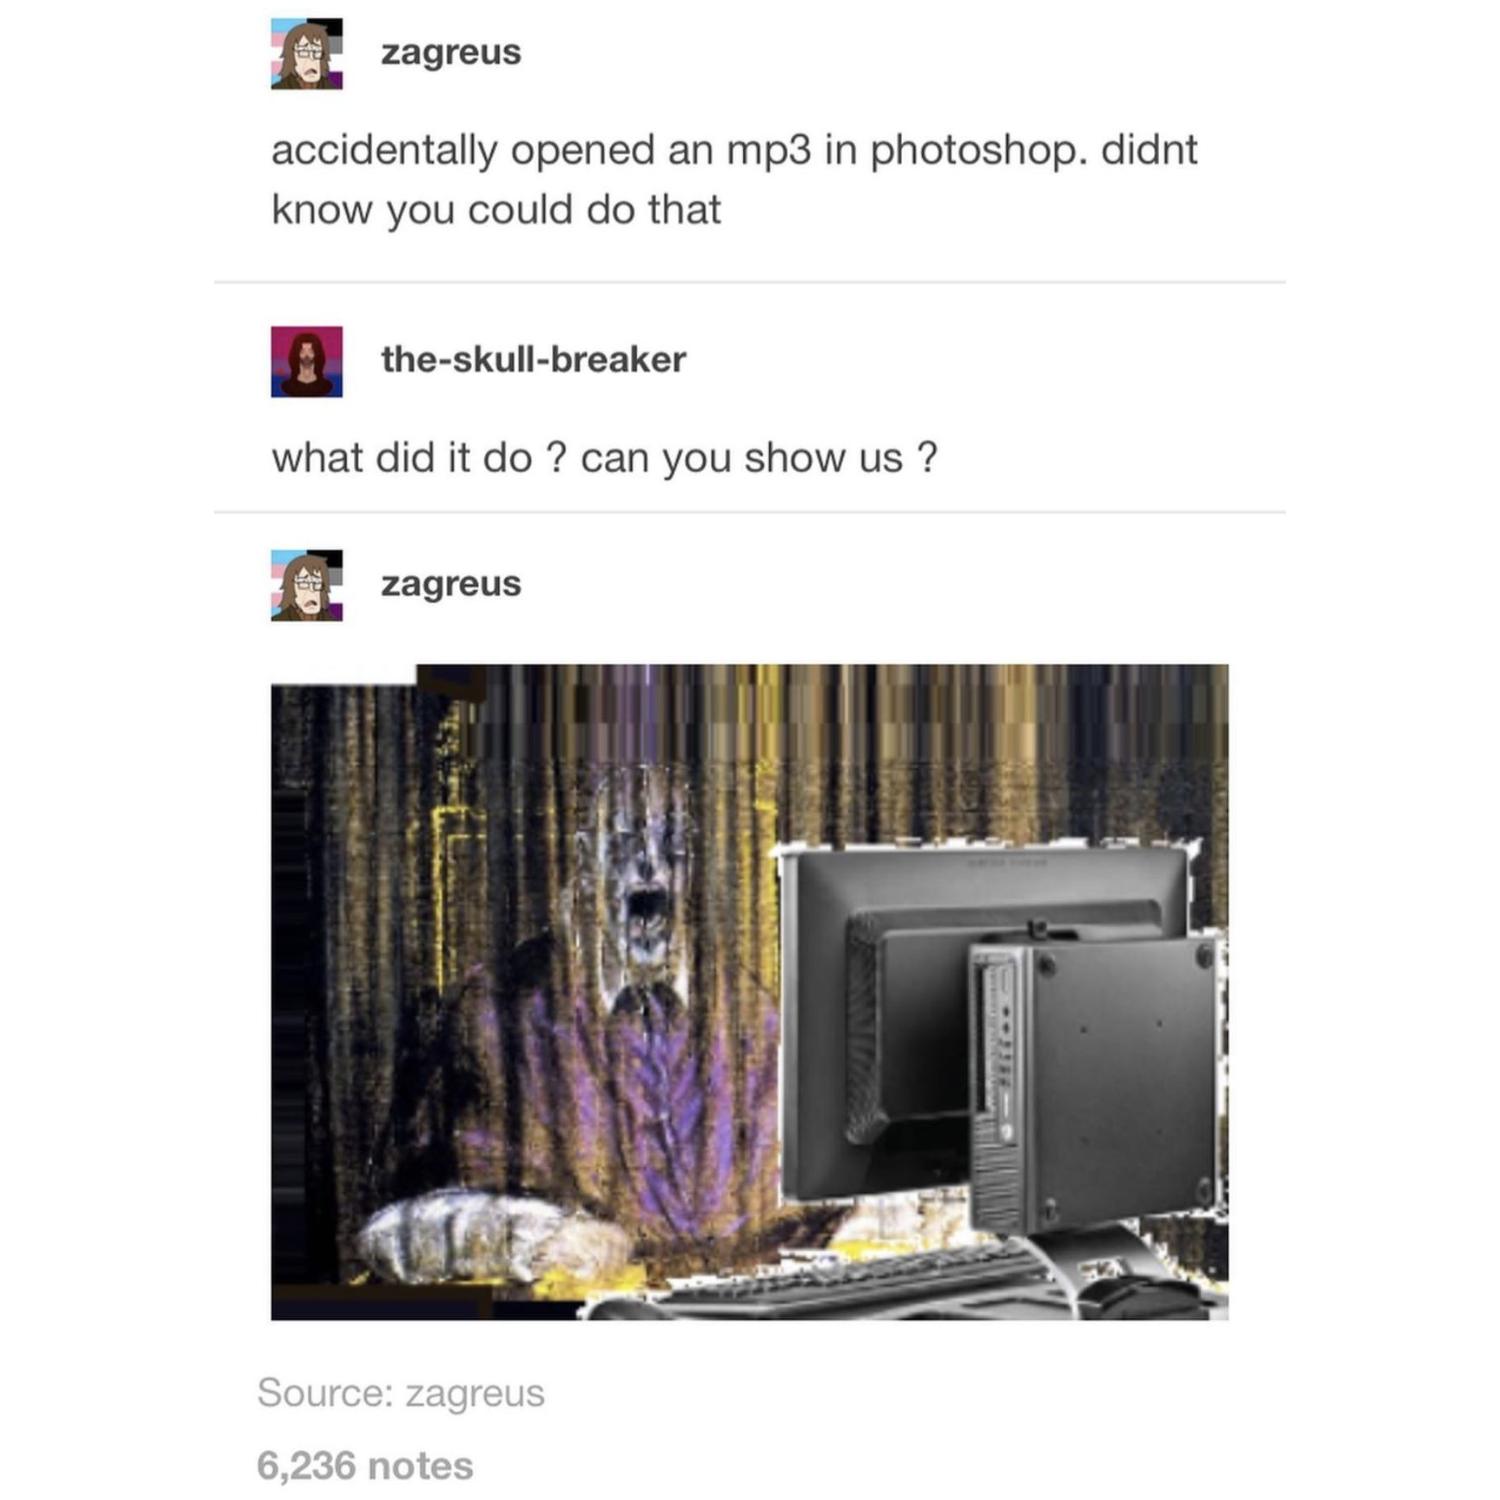 zagreus
accidentally opened an mp3 in photoshop. didnt
know you could do that
the-skull-breaker
what did it do ? can you show us ?
zagreus
Source: zagreus
6,236 notes